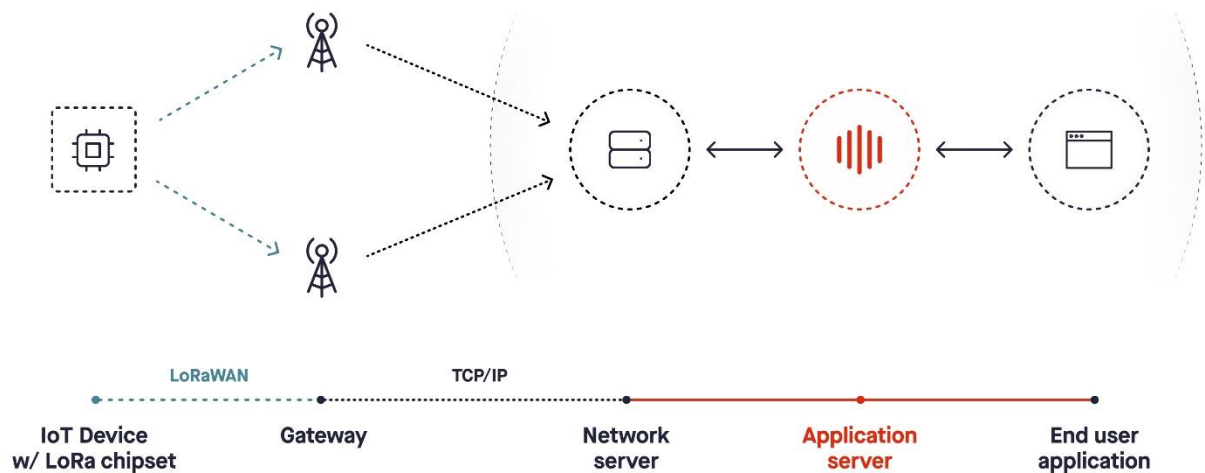 LoRaWAN
TCP/IP
IoT Device
w/ LoRa chipset
Gateway
Network
server
Application
server
End user
application